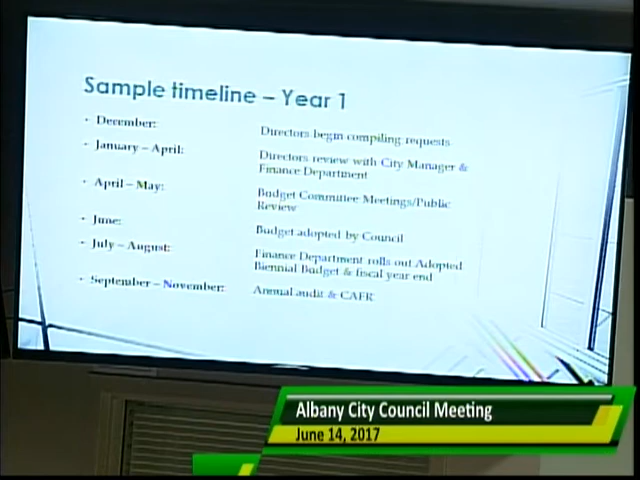 Sample timeline – Year 1
• December: Directors begin compiling requests
• January – April: Directors review with City Manager &
Finance Department
• April – May: Budget Committee Meetings/Public
Review
• June: Budget adopted by Council
• July – August: Finance Department rolls out Adopted
Biennial Budget & fiscal year end
• September – November: Annual audit & CAFR
Albany City Council Meeting
June 14, 2017